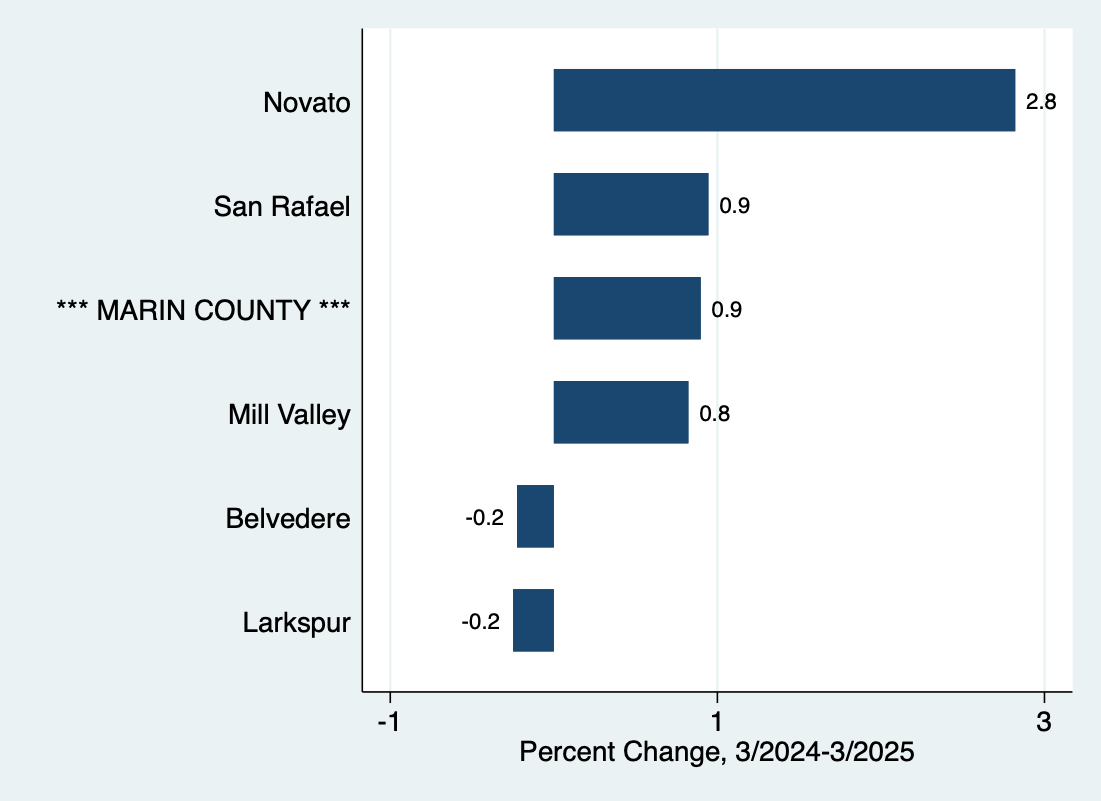 Novato 2.8
San Rafael 0.9
*** MARIN COUNTY *** 0.9
Mill Valley 0.8
Belvedere -0.2
Larkspur -0.2
-1 1 3
Percent Change, 3/2024-3/2025